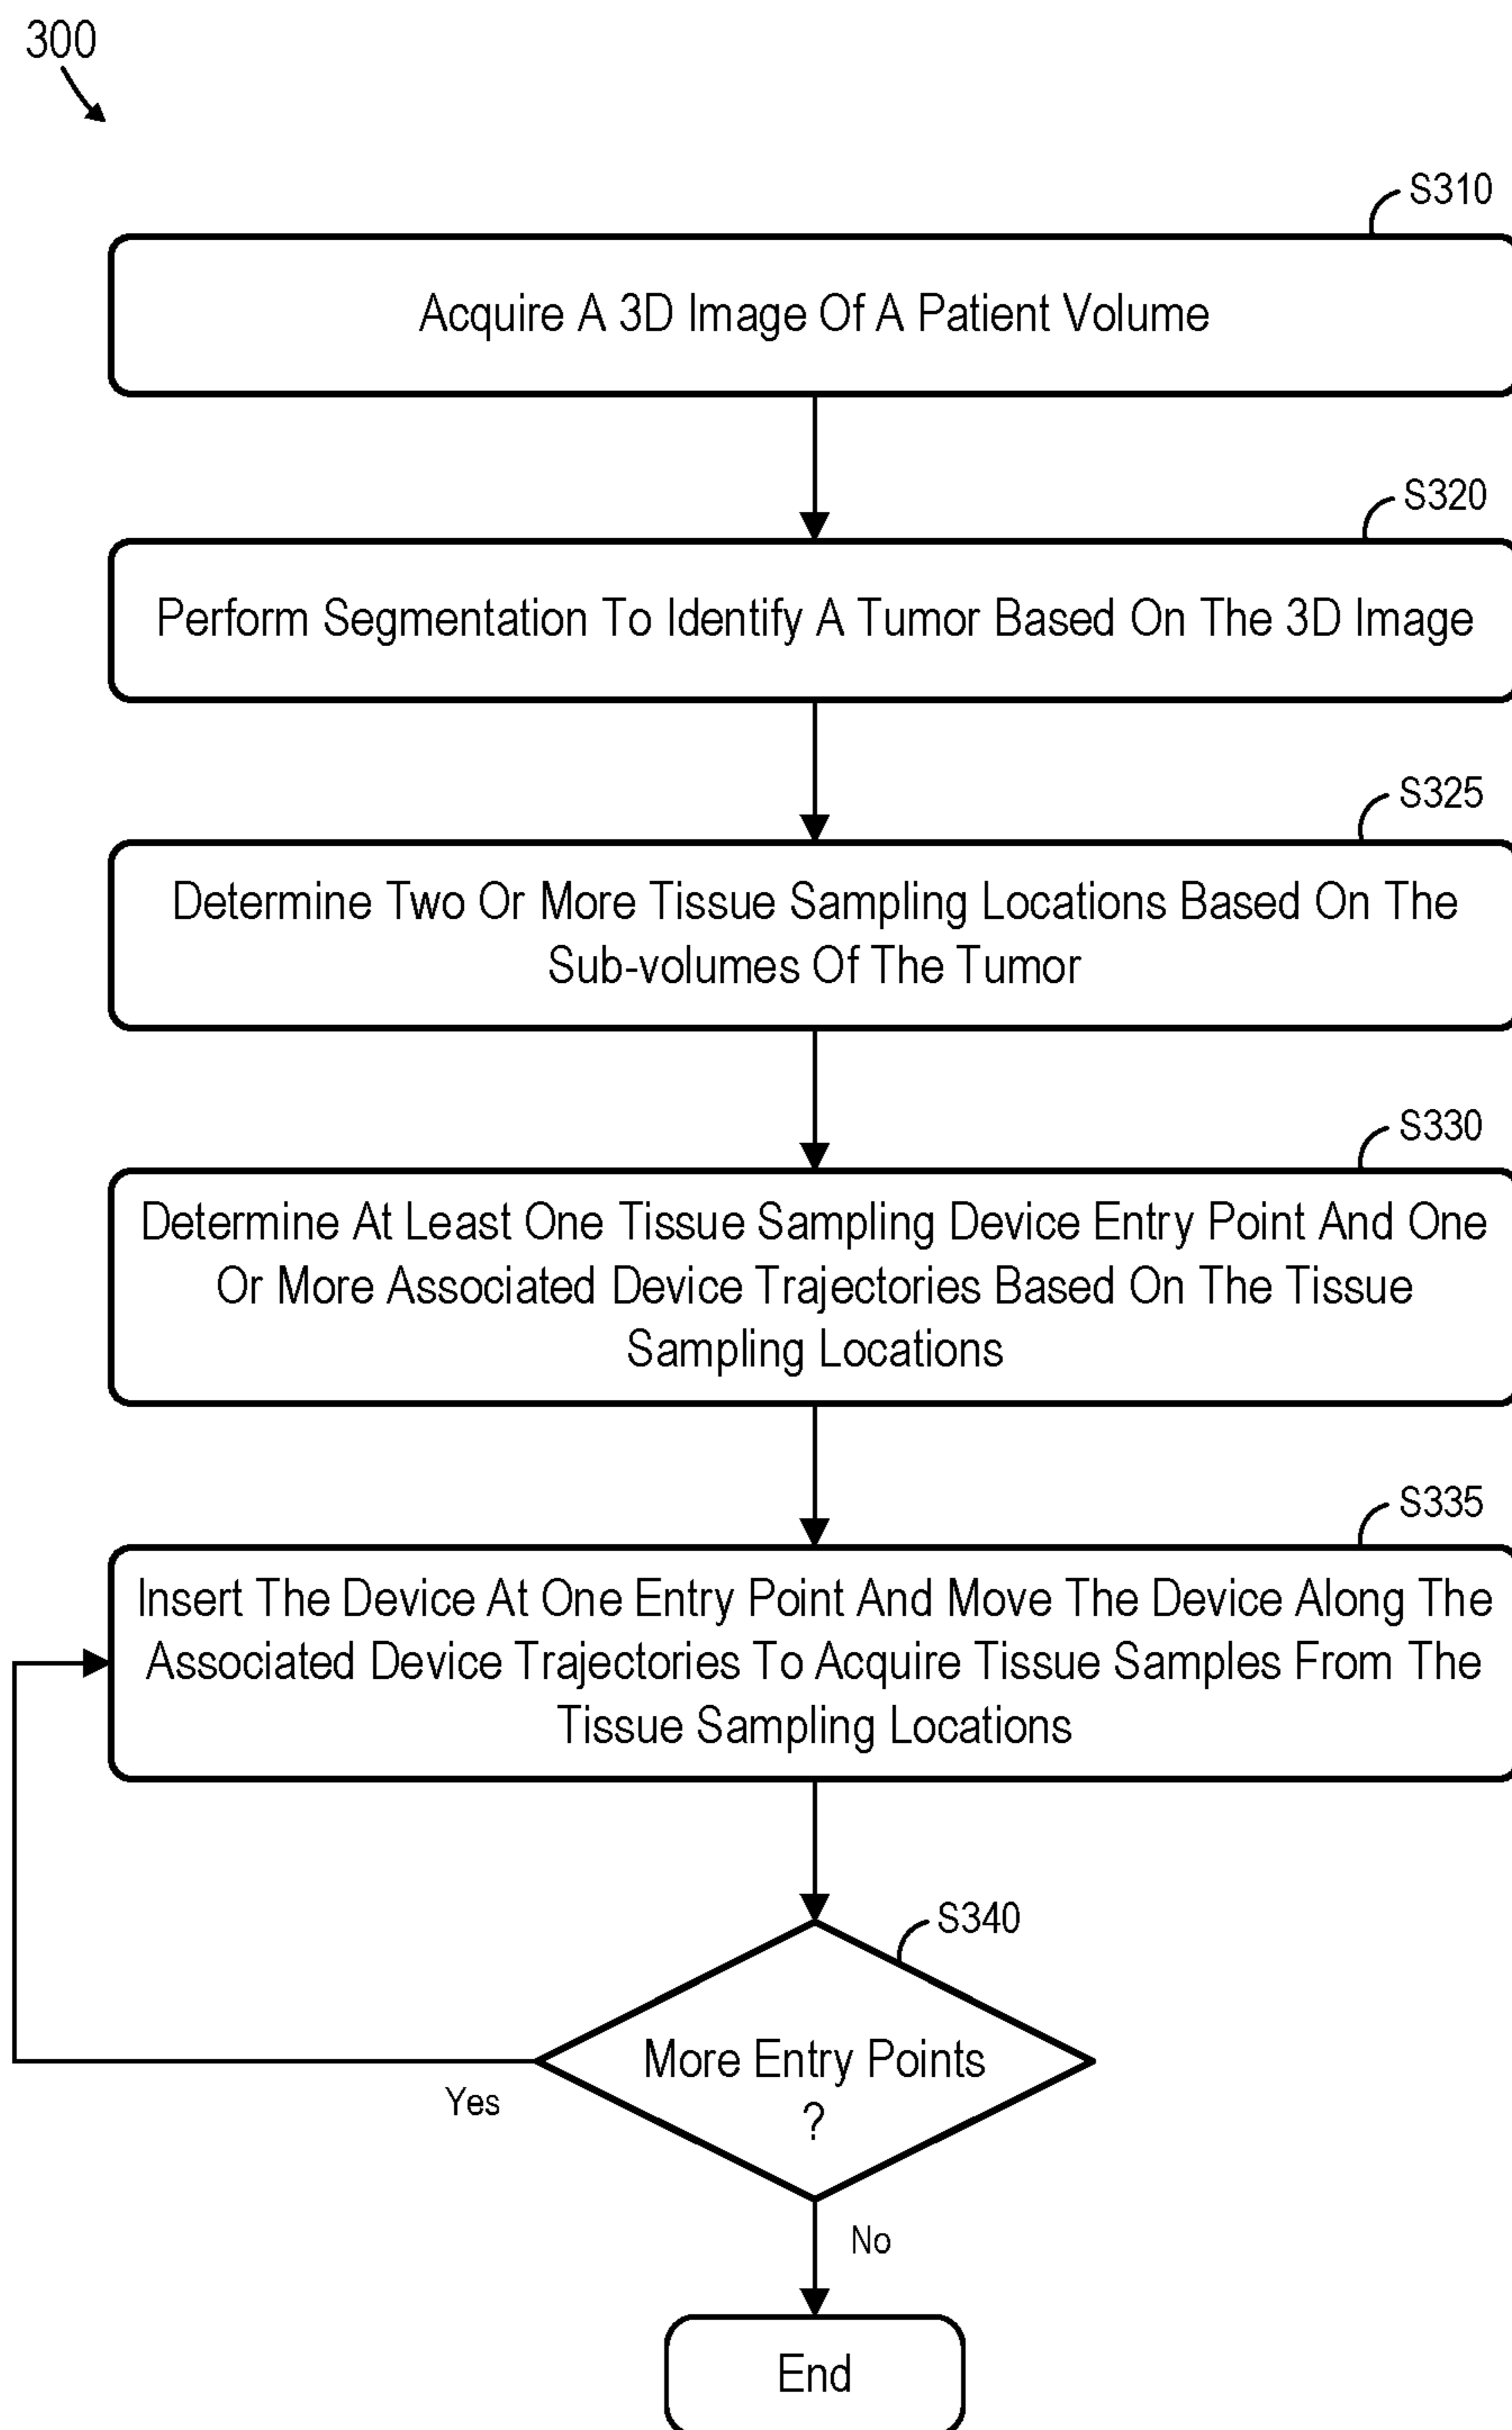 300
S310
Acquire A 3D Image Of A Patient Volume
S320
Perform Segmentation To Identify A Tumor Based On The 3D Image
S325
Determine Two Or More Tissue Sampling Locations Based On The
Sub-volumes Of The Tumor
S330
Determine At Least One Tissue Sampling Device Entry Point And One
Or More Associated Device Trajectories Based On The Tissue
Sampling Locations
S335
Insert The Device At One Entry Point And Move The Device Along The
Associated Device Trajectories To Acquire Tissue Samples From The
Tissue Sampling Locations
S340
More Entry Points
?
Yes
No
End